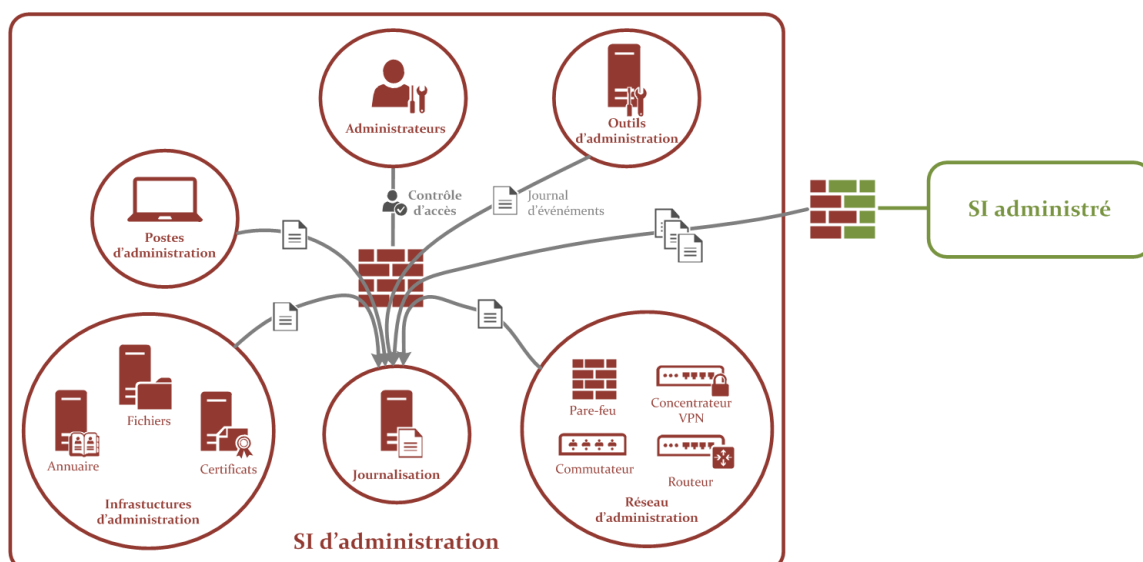 Administrateurs
Outils
d'administration
Contrôle
d'accès
Journal
d'événéments
Postes
d'administration
SI administré
Fichiers
Annuaire
Certificats
Infrastuctures
d'administration
Journalisation
Pare-feu
Concentrateur
VPN
Commutateur
Routeur
Réseau
d'administration
SI d'administration